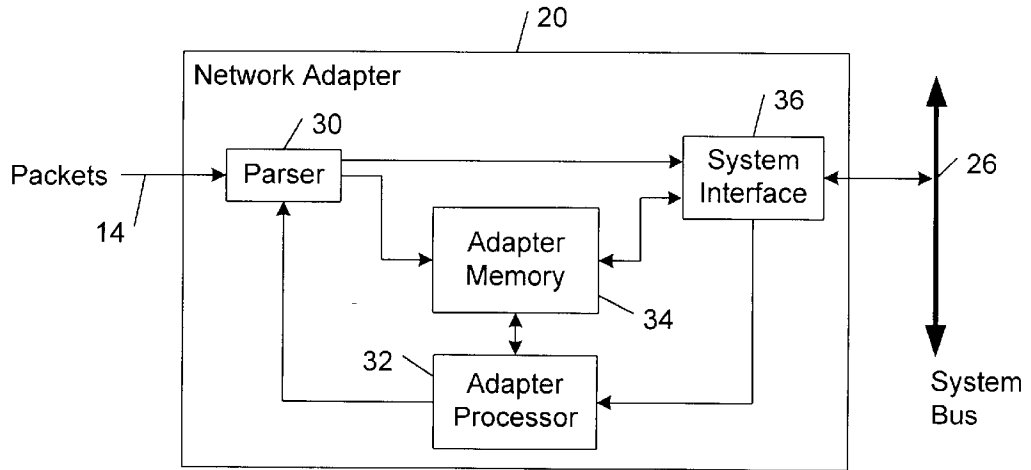 20
Network Adapter
36
30
Packets
Parser
System
Interface
26
14
Adapter
Memory
34
32
Adapter
Processor
System
Bus